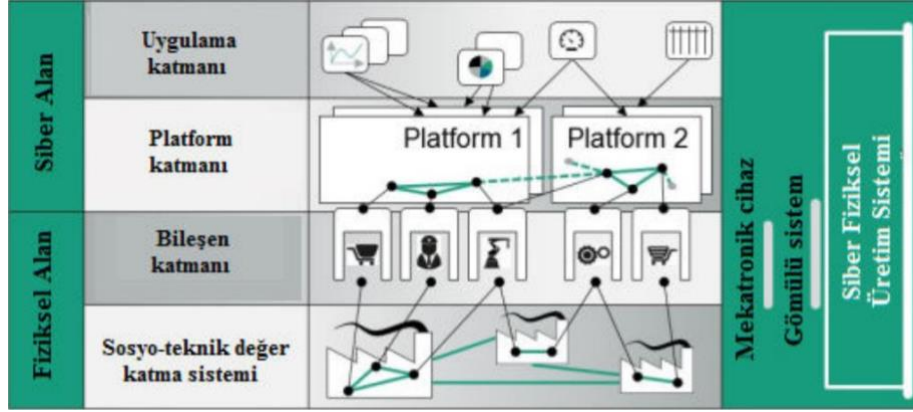 Siber Alan
Uygulama
katmanı
Platform
katmanı
Platform 1
Platform 2
Fiziksel Alan
Bileşen
katmanı
Sosyo-teknik değer
katma sistemi
Mekatronik cihaz
Gömülü sistem
Siber Fiziksel
Üretim Sistemi